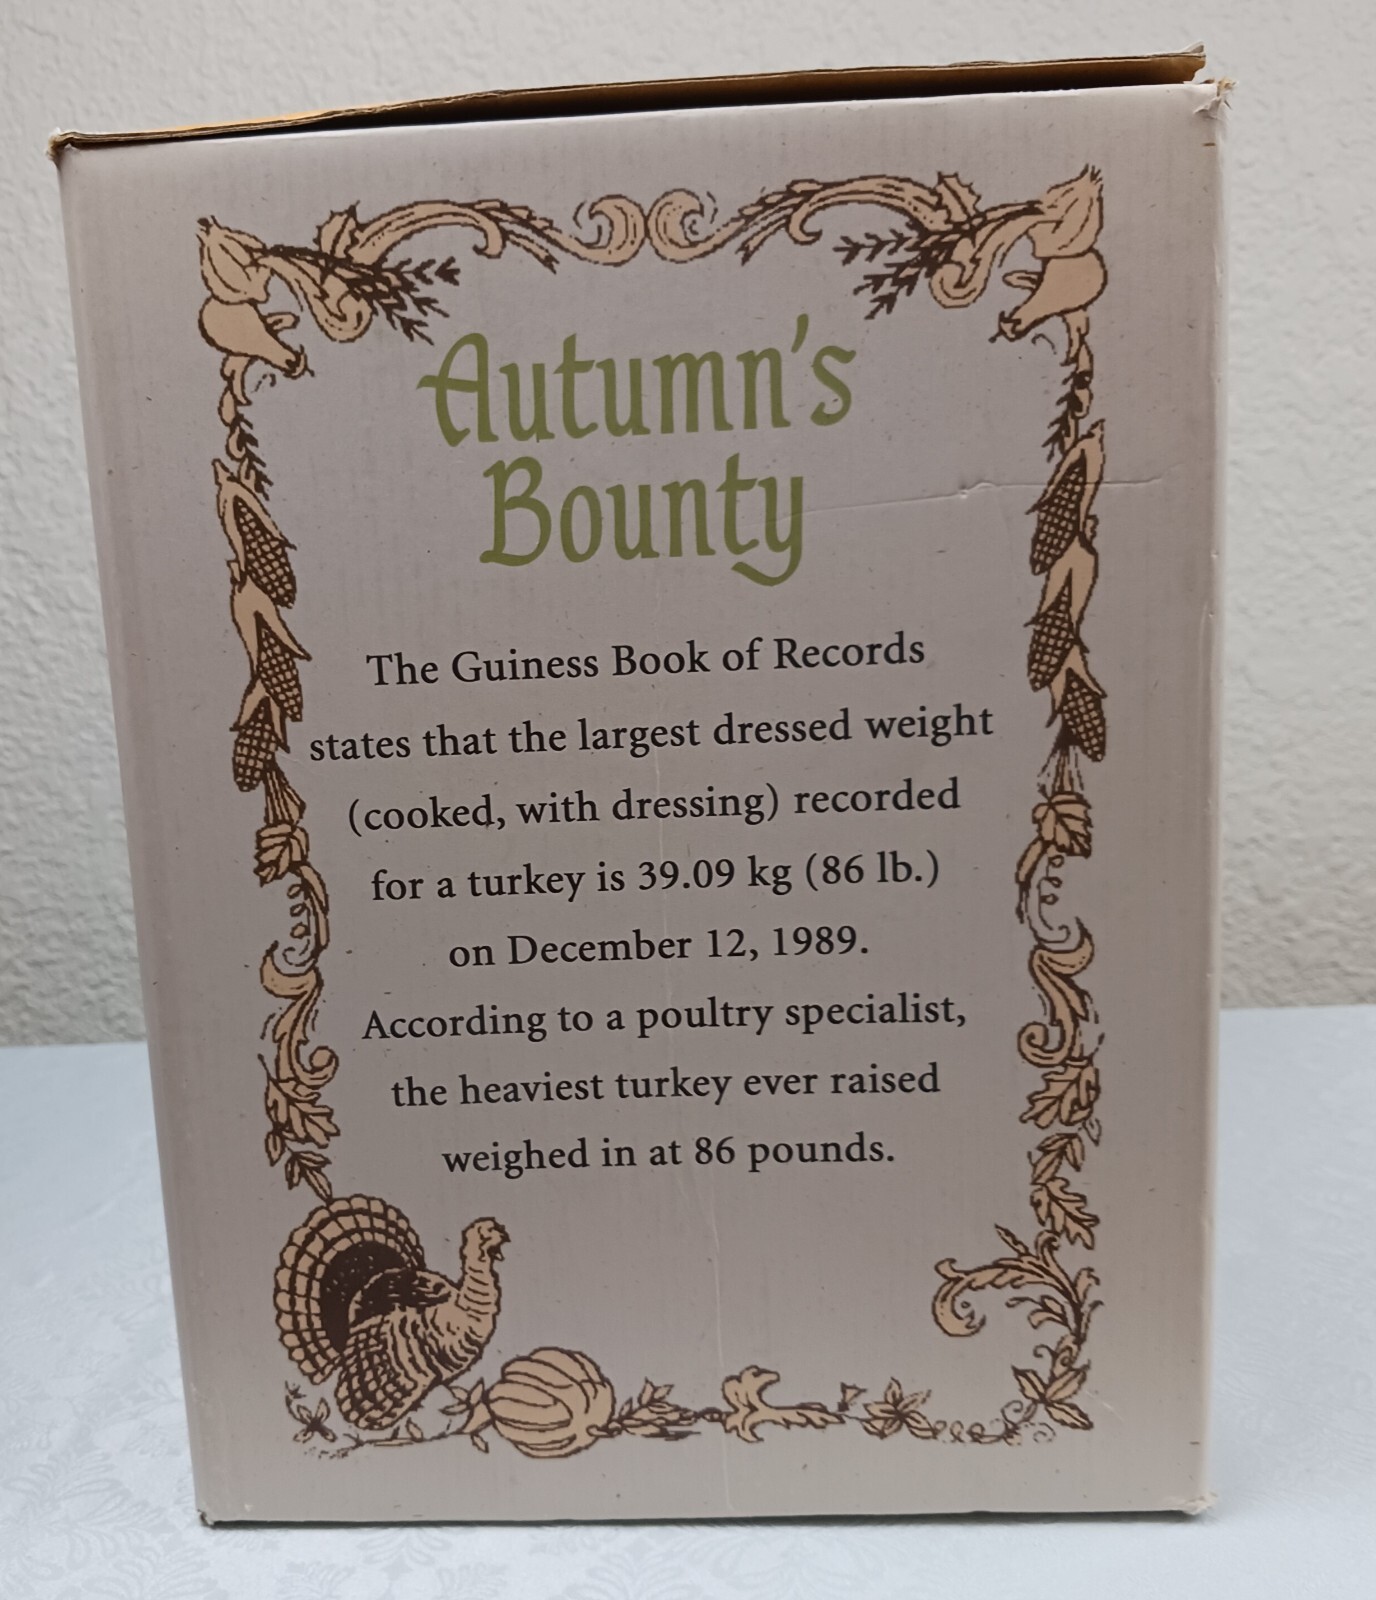 Autumn's
Bounty
The Guiness Book of Records
states that the largest dressed weight
(cooked, with dressing) recorded
for a turkey is 39.09 kg (86 lb.)
on December 12, 1989.
According to a poultry specialist,
the heaviest turkey ever raised
weighed in at 86 pounds.